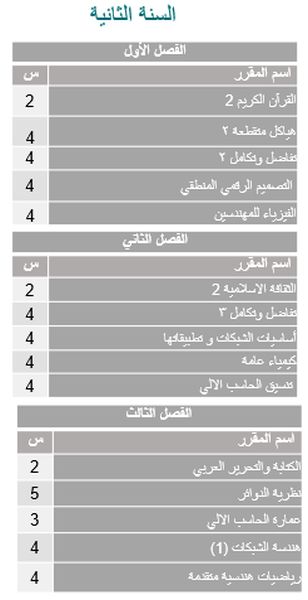 السنة الثانية
الفصل الأول
اسم المقرر س
القرآن الكريم 2 2
هياكل متقطعة ٢ 4
تفاضل وتكامل ٢ 4
التصميم الرقمي المنطقي 4
الفيزياء للمهندسين 4
الفصل الثاني
اسم المقرر س
الثقافة الاسلامية 2 2
تفاضل وتكامل ٣ 4
أساسيات الشبكات و تطبيقاتها 4
كيمياء عامة 4
تنسيق الحاسب الالي 4
الفصل الثالث
اسم المقرر س
الكتابة والتحرير العربي 2
نظرية الدوائر 5
عمارة الحاسب الالي 3
هندسة الشبكات (1) 4
رياضيات هندسية متقدمة 4